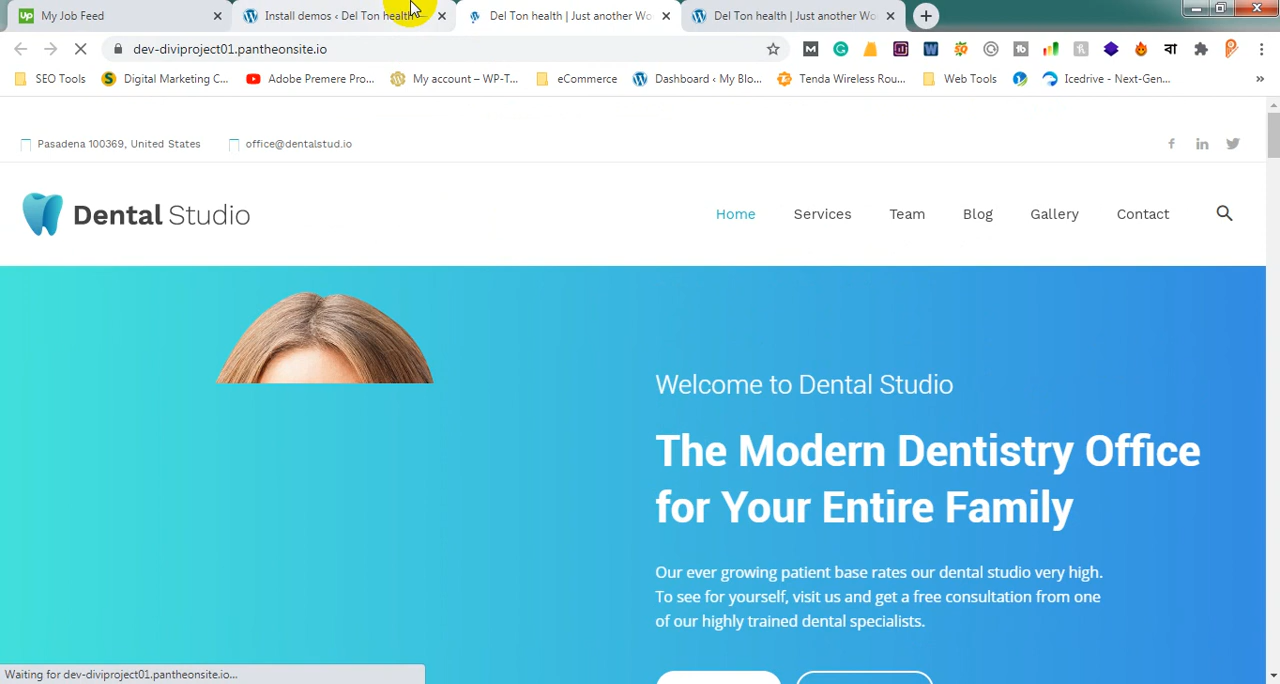 My Job Feed
Install demos ‹ Del Ton health
Del Ton health | Just another Wo
Del Ton health | Just another Wo
dev-diviproject01.pantheonsite.io
SEO Tools
Digital Marketing C...
Adobe Premere Pro...
My account – WP-T...
eCommerce
Dashboard ‹ My Blo...
Tenda Wireless Rou...
Web Tools
Icedrive - Next-Gen...
»
Pasadena 100369, United States
office@dentalstud.io
Dental Studio
Home
Services
Team
Blog
Gallery
Contact
Welcome to Dental Studio
The Modern Dentistry Office
for Your Entire Family
Our ever growing patient base rates our dental studio very high.
To see for yourself, visit us and get a free consultation from one
of our highly trained dental specialists.
Waiting for dev-diviproject01.pantheonsite.io...